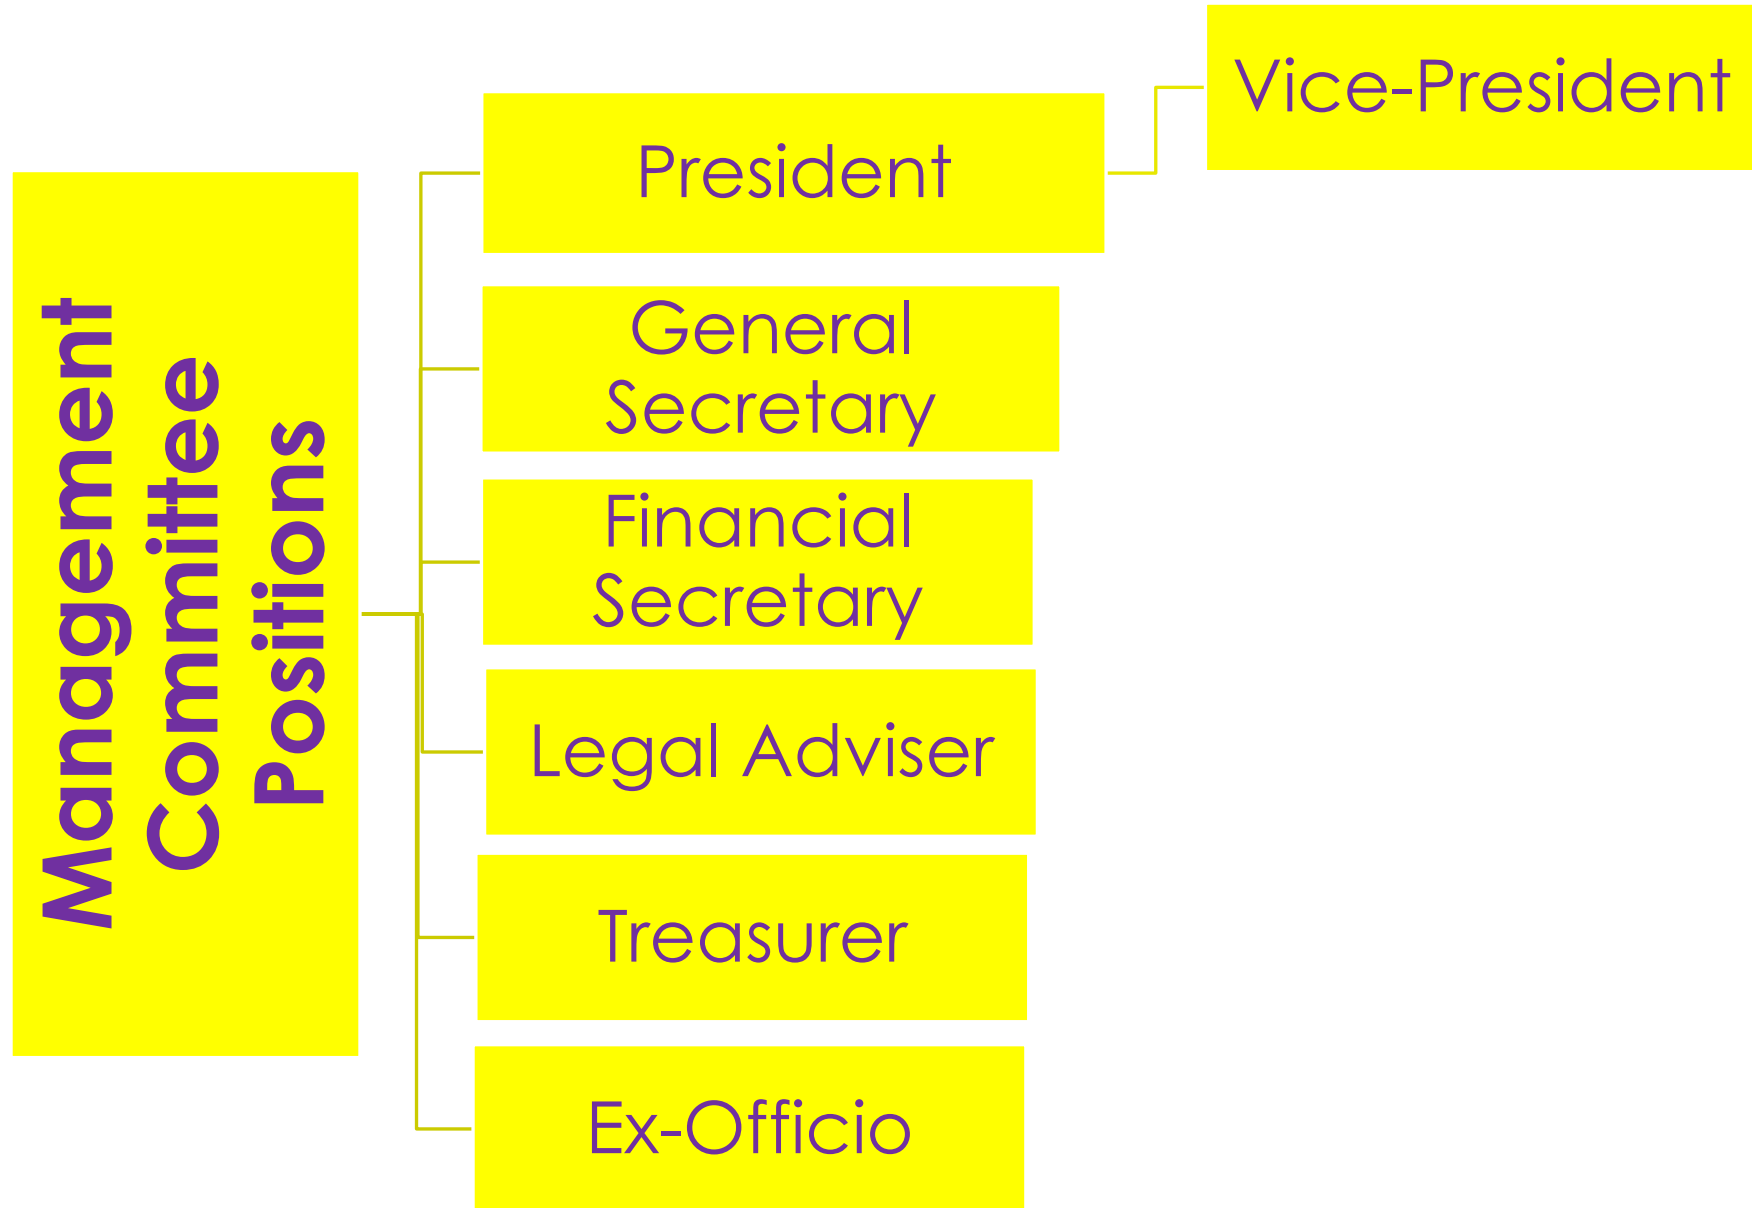 Management
Committee
Positions
President
Vice-President
General
Secretary
Financial
Secretary
Legal Adviser
Treasurer
Ex-Officio